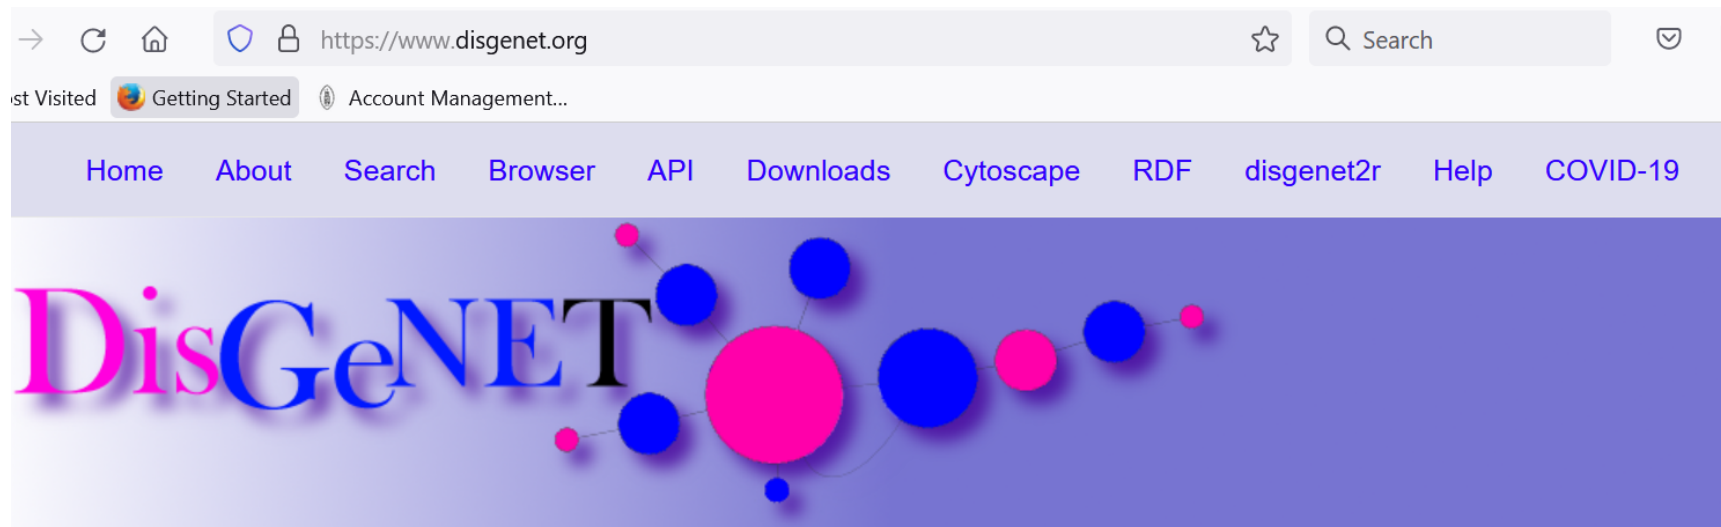 https://www.disgenet.org Search
st Visited Getting Started Account Management...
Home About Search Browser API Downloads Cytoscape RDF disgenet2r Help COVID-19
DisGeNET